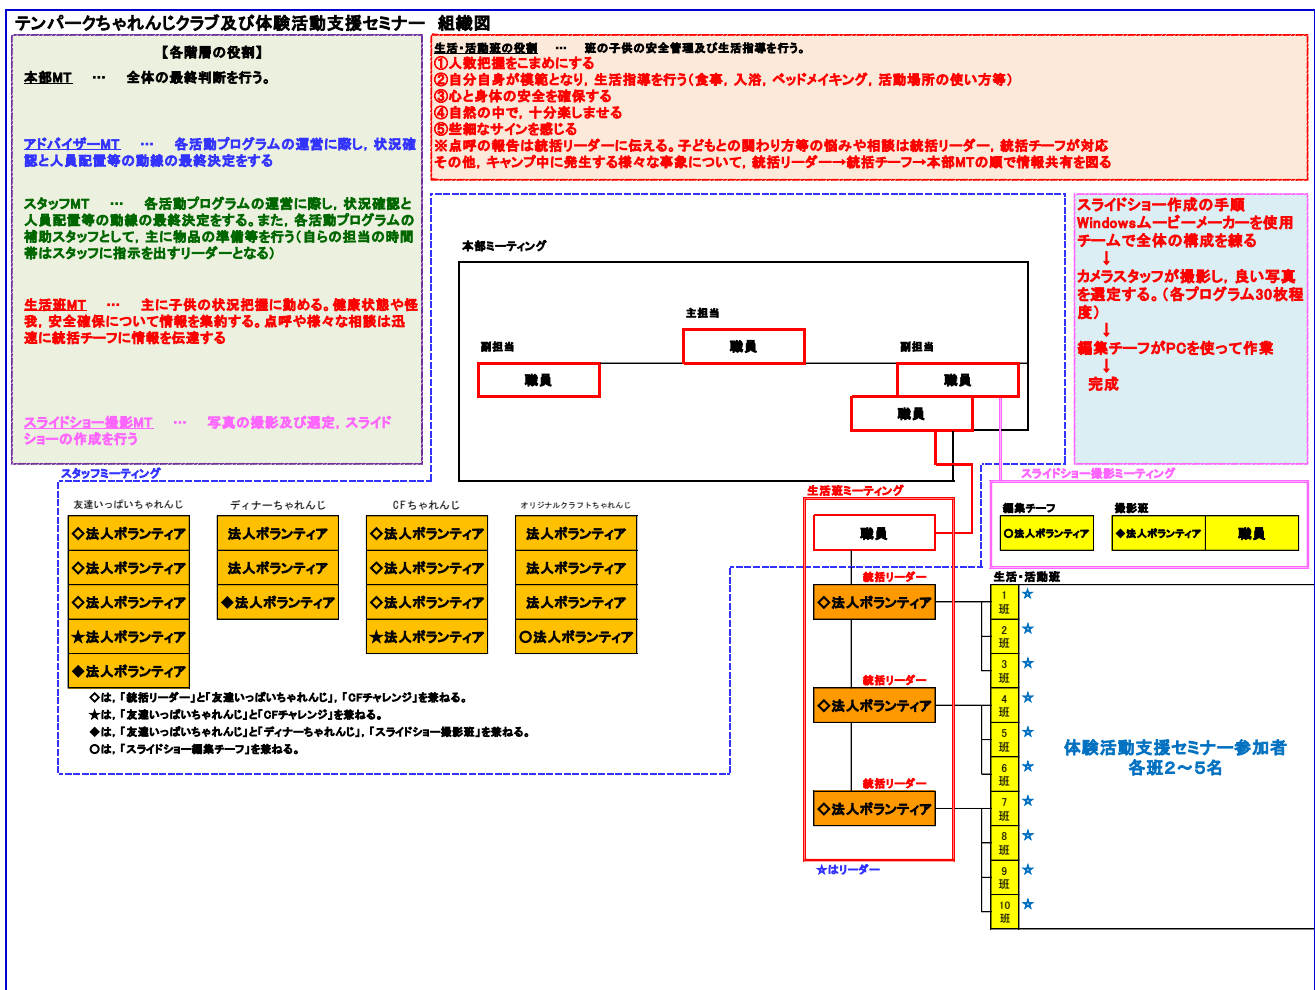 テンパークちゃれんじクラブ及び体験活動支援セミナー　組織図
【各階層の役割】
本部MT　…　全体の最終判断を行う。
アドバイザーMT　…　各活動プログラムの運営に際し，状況確
認と人員配置等の動線の最終決定をする
スタッフMT　…　各活動プログラムの運営に際し，状況確認と
人員配置等の動線の最終決定をする。また，各活動プログラムの
補助スタッフとして，主に物品の準備等を行う（自らの担当の時間
帯はスタッフに指示を出すリーダーとなる）
生活班MT　…　主に子供の状況把握に勤める。健康状態や怪
我，安全確保について情報を集約する。点呼や様々な相談は迅
速に統括チーフに情報を伝達する
スライドショー撮影MT　…　写真の撮影及び選定，スライド
ショーの作成を行う
生活・活動班の役割　…　班の子供の安全管理及び生活指導を行う。
①人数把握をこまめにする
②自分自身が模範となり，生活指導を行う（食事，入浴，ベッドメイキング，活動場所の使い方等）
③心と身体の安全を確保する
④自然の中で，十分楽しませる
⑤些細なサインを感じる
※点呼の報告は統括リーダーに伝える。子どもとの関わり方等の悩みや相談は統括リーダー，統括チーフが対応
その他，キャンプ中に発生する様々な事象について，統括リーダー→統括チーフ→本部MTの順で情報共有を図る
スライドショー作成の手順
Windowsムービーメーカーを使用
チームで全体の構成を練る
↓
カメラスタッフが撮影し，良い写真
を選定する。（各プログラム30枚程
度）
↓
編集チーフがPCを使って作業
↓
完成
本部ミーティング
主担当
職員
副担当
職員
副担当
職員
職員
スタッフミーティング
友達いっぱいちゃれんじ
◇法人ボランティア
◇法人ボランティア
◇法人ボランティア
★法人ボランティア
◆法人ボランティア
ディナーちゃれんじ
法人ボランティア
法人ボランティア
◆法人ボランティア
CFちゃれんじ
◇法人ボランティア
◇法人ボランティア
◇法人ボランティア
★法人ボランティア
オリジナルクラフトちゃれんじ
法人ボランティア
法人ボランティア
法人ボランティア
○法人ボランティア
◇は，「統括リーダー」と「友達いっぱいちゃれんじ」，「CFチャレンジ」を兼ねる。
★は，「友達いっぱいちゃれんじ」と「CFチャレンジ」を兼ねる。
◆は，「友達いっぱいちゃれんじ」と「ディナーちゃれんじ」，「スライドショー撮影班」を兼ねる。
○は，「スライドショー編集チーフ」を兼ねる。
生活班ミーティング
職員
統括リーダー
◇法人ボランティア
統括リーダー
◇法人ボランティア
統括リーダー
◇法人ボランティア
☆はリーダー
スライドショー撮影ミーティング
編集チーフ
○法人ボランティア
撮影班
◆法人ボランティア
職員
生活・活動班
1班 ☆
2班 ☆
3班 ☆
4班 ☆
5班 ☆
6班 ☆
7班 ☆
8班 ☆
9班 ☆
10班 ☆
体験活動支援セミナー参加者
各班２～５名